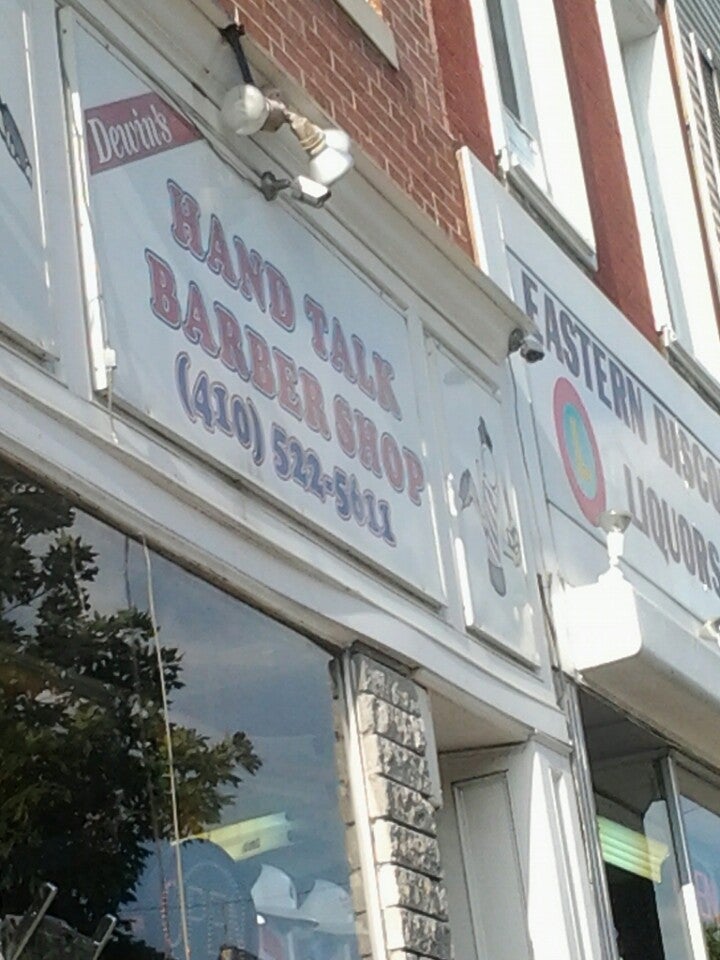 Dewin's
HAND TALK
BARBER SHOP
(410) 522-5611
EASTERN DISCO
LIQUORS